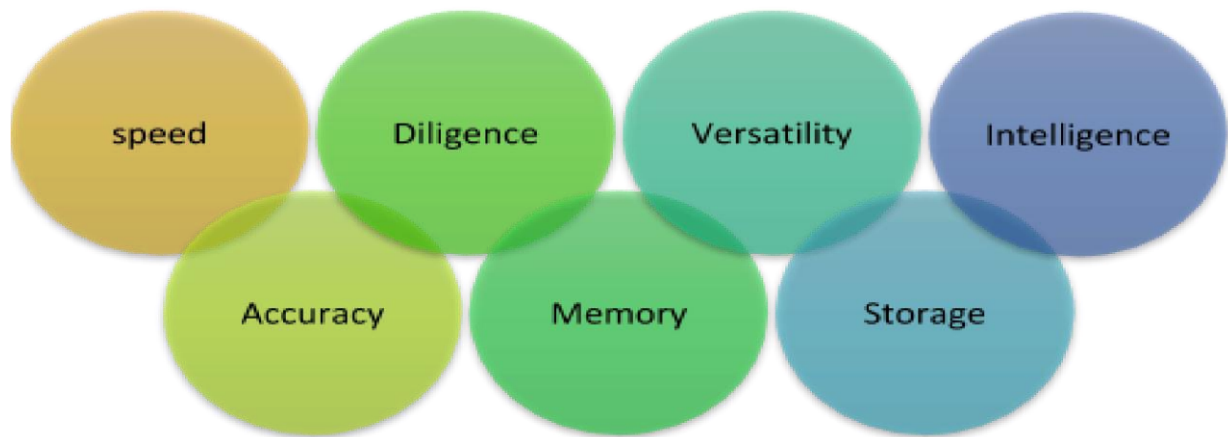 speed
Diligence
Versatility
Intelligence
Accuracy
Memory
Storage